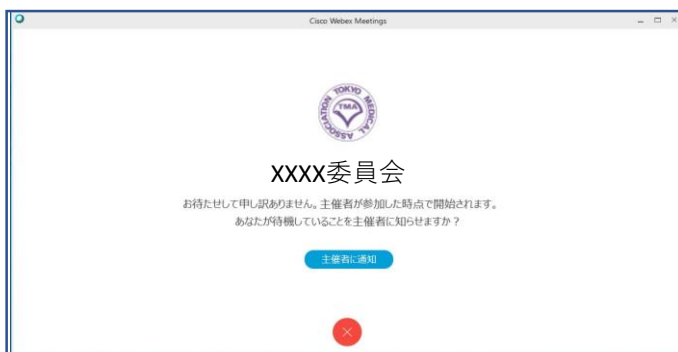 Cisco Webex Meetings
TOKYO MEDICAL ASSOCIATION
TMA
XXXX委員会
お待たせして申し訳ありません。主催者が参加した時点で開始されます。
あなたが待機していることを主催者に知らせますか？
主催者に通知